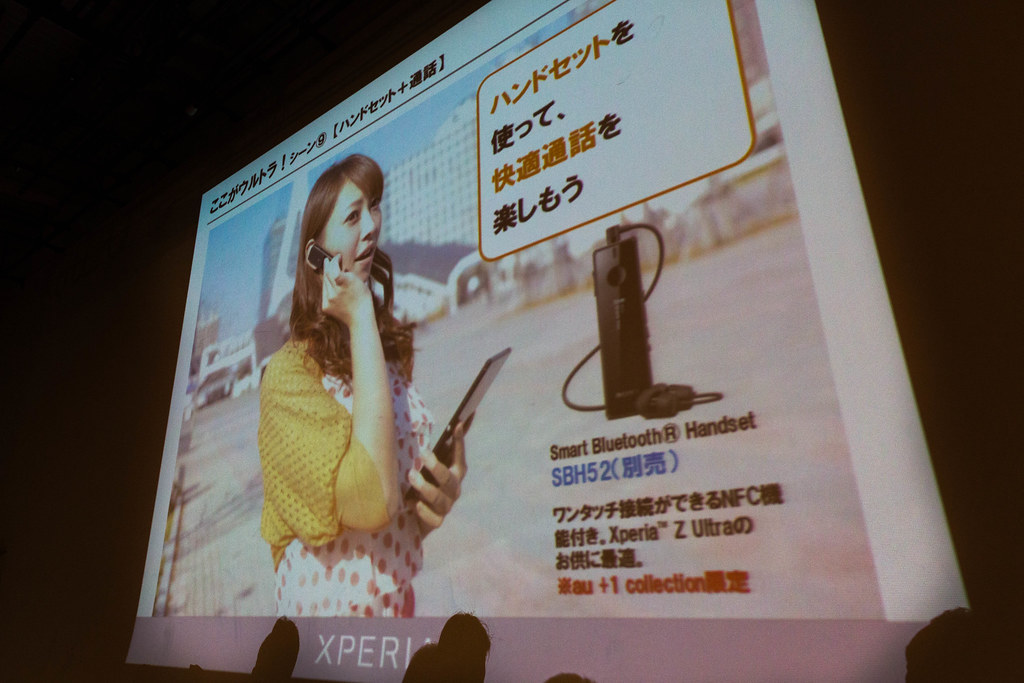 ここがウルトラ！シーン⑨【ハンドセット＋通話】
ハンドセットを
使って、
快適通話を
楽しもう
Smart Bluetooth® Handset
SBH52（別売）
ワンタッチ接続ができるNFC機
能付き。Xperia™ Z Ultraの
お供に最適。
※au +1 collection限定
XPERIA